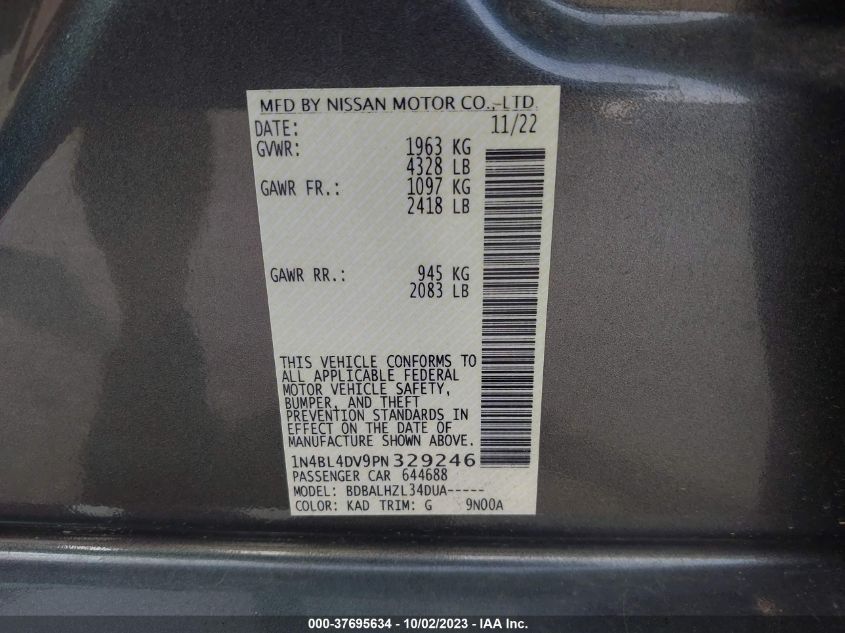 MFD BY NISSAN MOTOR CO., LTD.
DATE: 11/22
GVWR: 1963 KG
4328 LB
GAWR FR.: 1097 KG
2418 LB
GAWR RR.: 945 KG
2083 LB
THIS VEHICLE CONFORMS TO
ALL APPLICABLE FEDERAL
MOTOR VEHICLE SAFETY,
BUMPER, AND THEFT
PREVENTION STANDARDS IN
EFFECT ON THE DATE OF
MANUFACTURE SHOWN ABOVE.
1N4BL4DV9PN329246
PASSENGER CAR 644688
MODEL: BDBALHZL34DUA-----
COLOR: KAD TRIM: G 9N00A
000-37695634 - 10/02/2023 - IAA Inc.